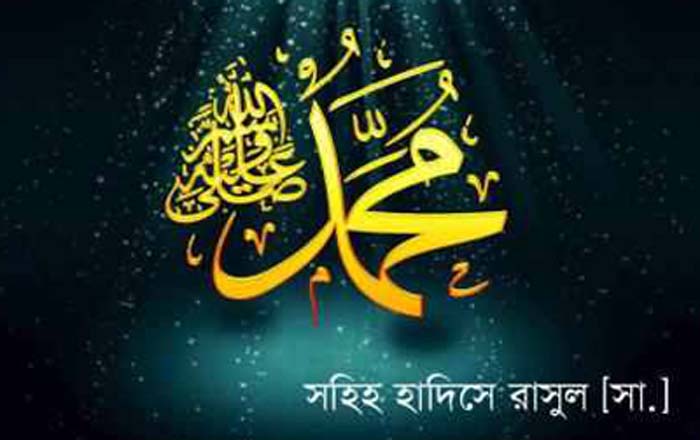 محمد
صلى الله عليه وسلم
সহিহ হাদিসে রাসুল [সা.]